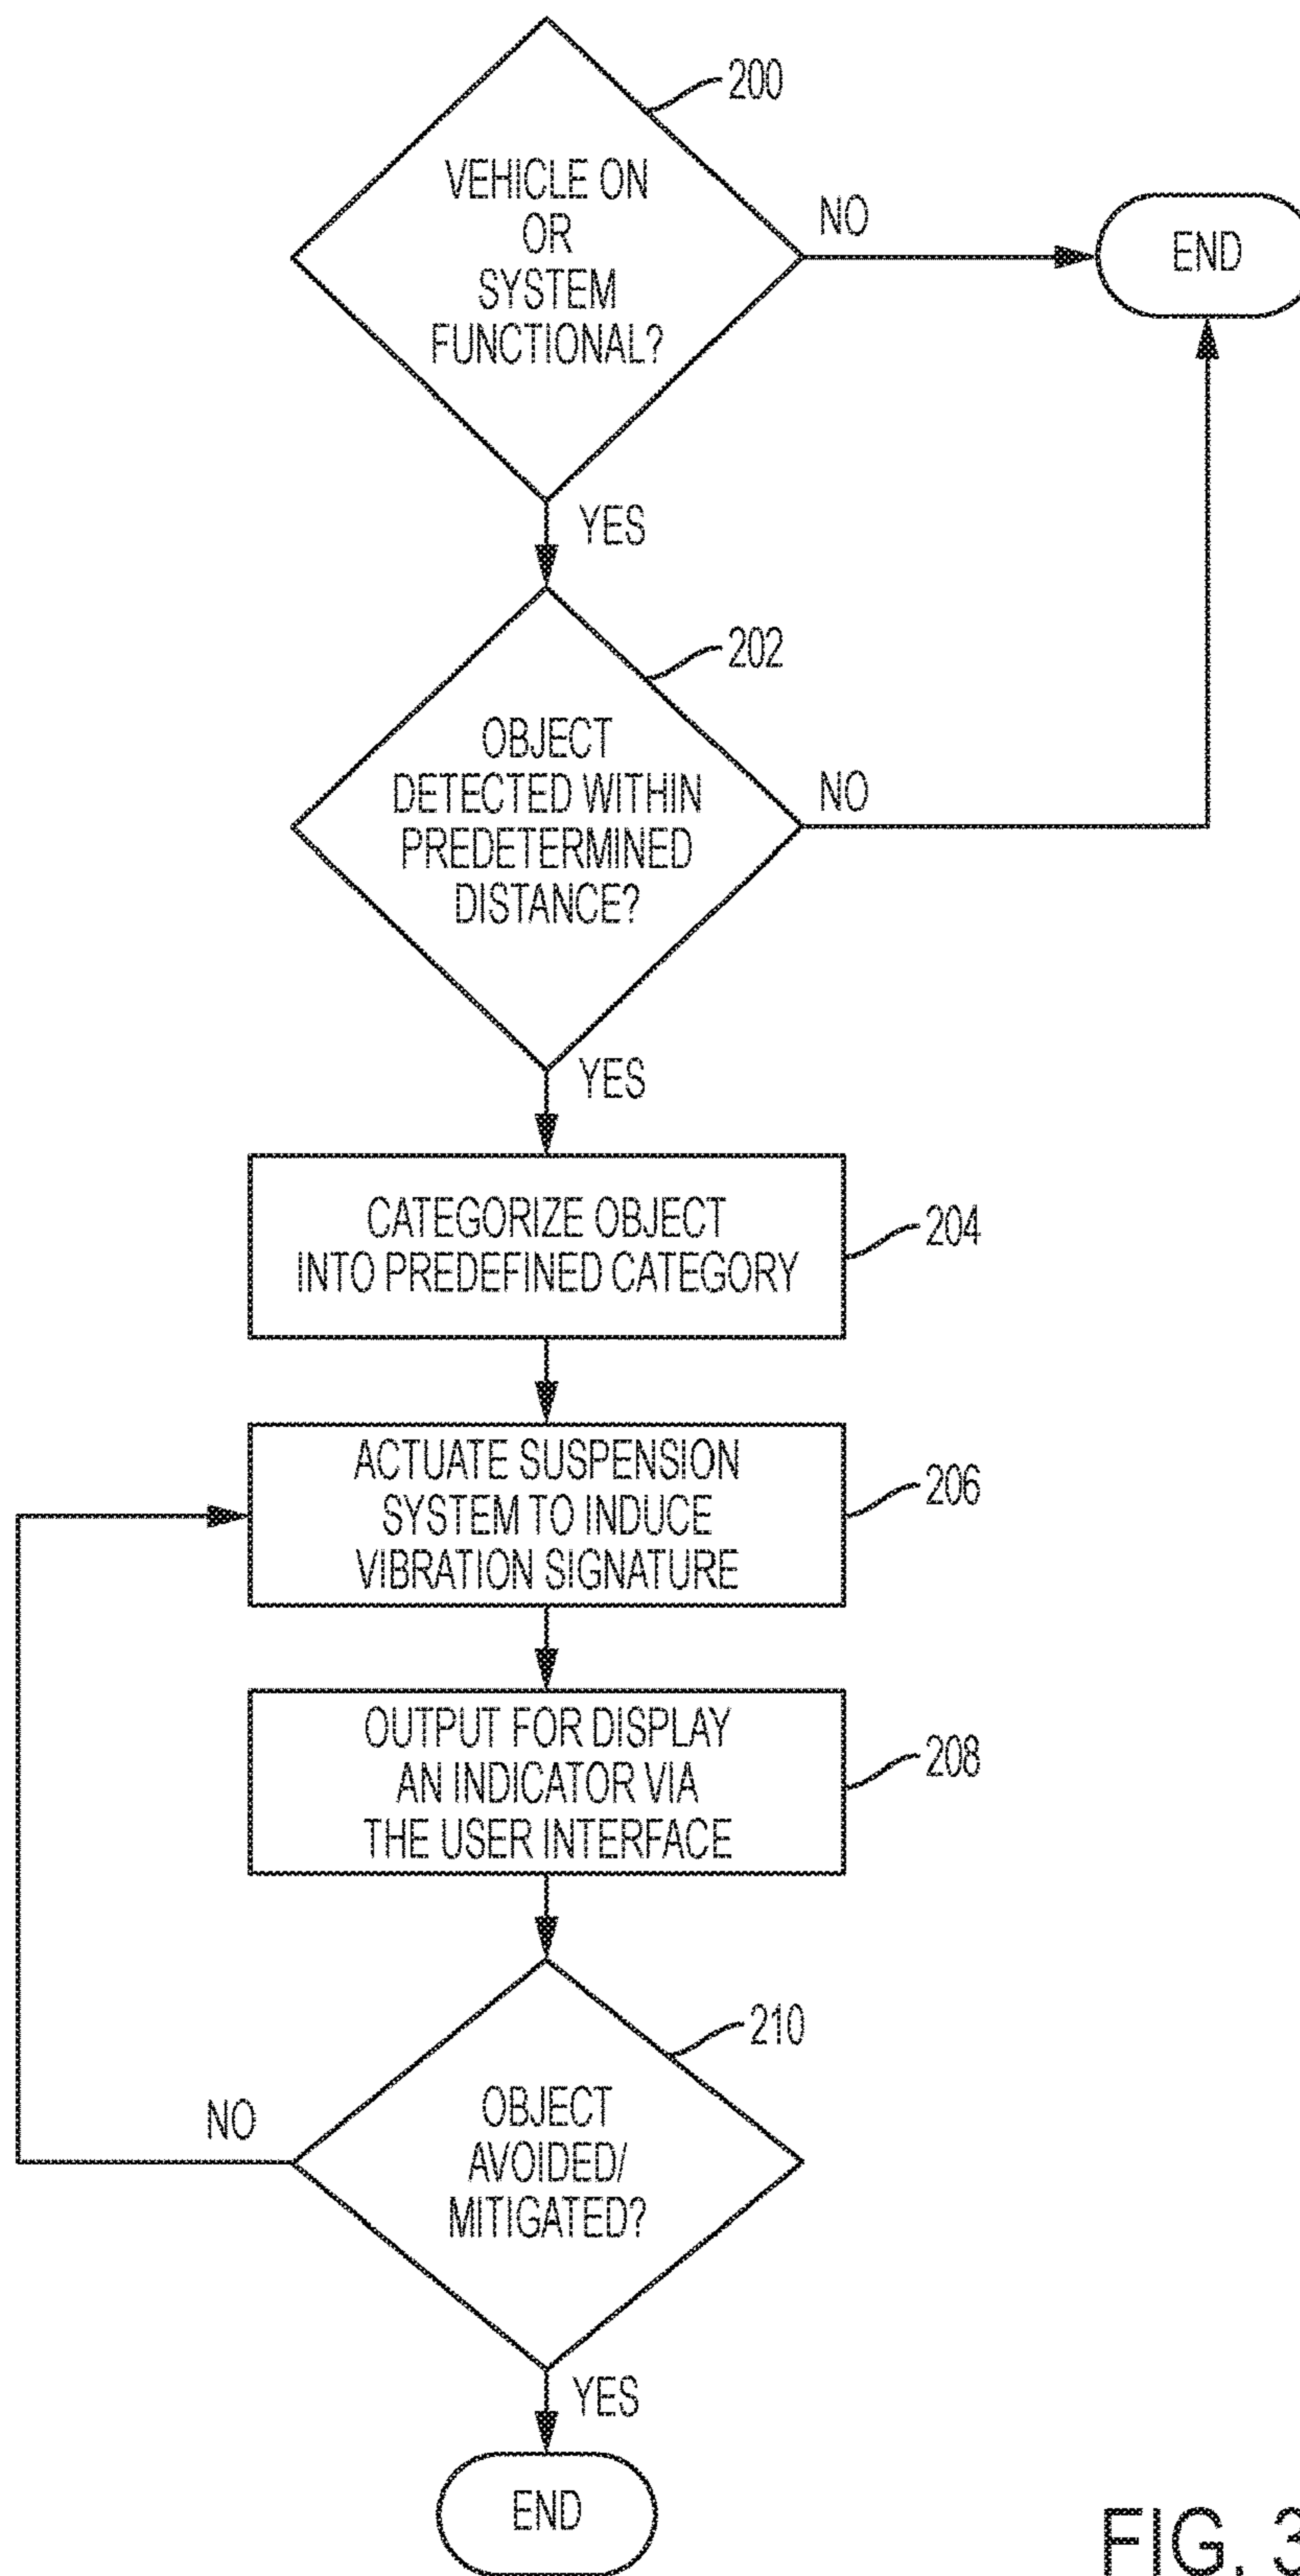 200
VEHICLE ON
OR
SYSTEM
FUNCTIONAL?
NO
END
YES
202
OBJECT
DETECTED WITHIN
PREDETERMINED
DISTANCE?
NO
YES
CATEGORIZE OBJECT
INTO PREDEFINED CATEGORY
204
ACTUATE SUSPENSION
SYSTEM TO INDUCE
VIBRATION SIGNATURE
206
OUTPUT FOR DISPLAY
AN INDICATOR VIA
THE USER INTERFACE
208
210
OBJECT
AVOIDED/
MITIGATED?
NO
YES
END
FIG. 3